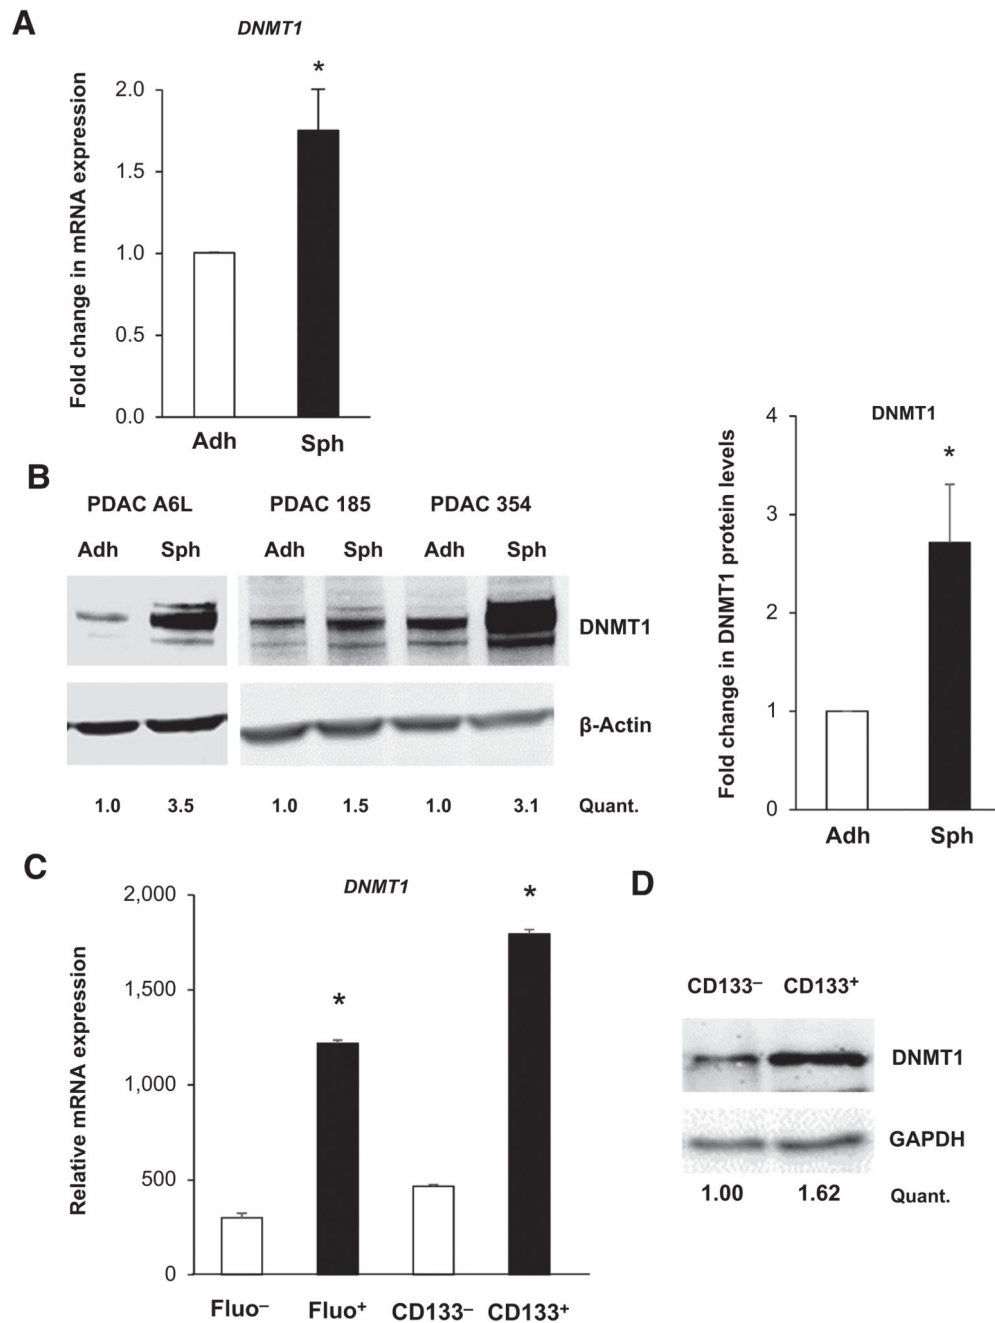 A
DNMT1
*
Fold change in mRNA expression
2.0
1.5
1.0
0.5
0.0
Adh Sph
B
PDAC A6L PDAC 185 PDAC 354
Adh Sph Adh Sph Adh Sph
DNMT1
β-Actin
1.0 3.5 1.0 1.5 1.0 3.1 Quant.
DNMT1
*
Fold change in DNMT1 protein levels
4
3
2
1
0
Adh Sph
C
DNMT1
* *
Relative mRNA expression
2,000
1,500
1,000
500
0
Fluo– Fluo+ CD133– CD133+
D
CD133– CD133+
DNMT1
GAPDH
1.00 1.62 Quant.